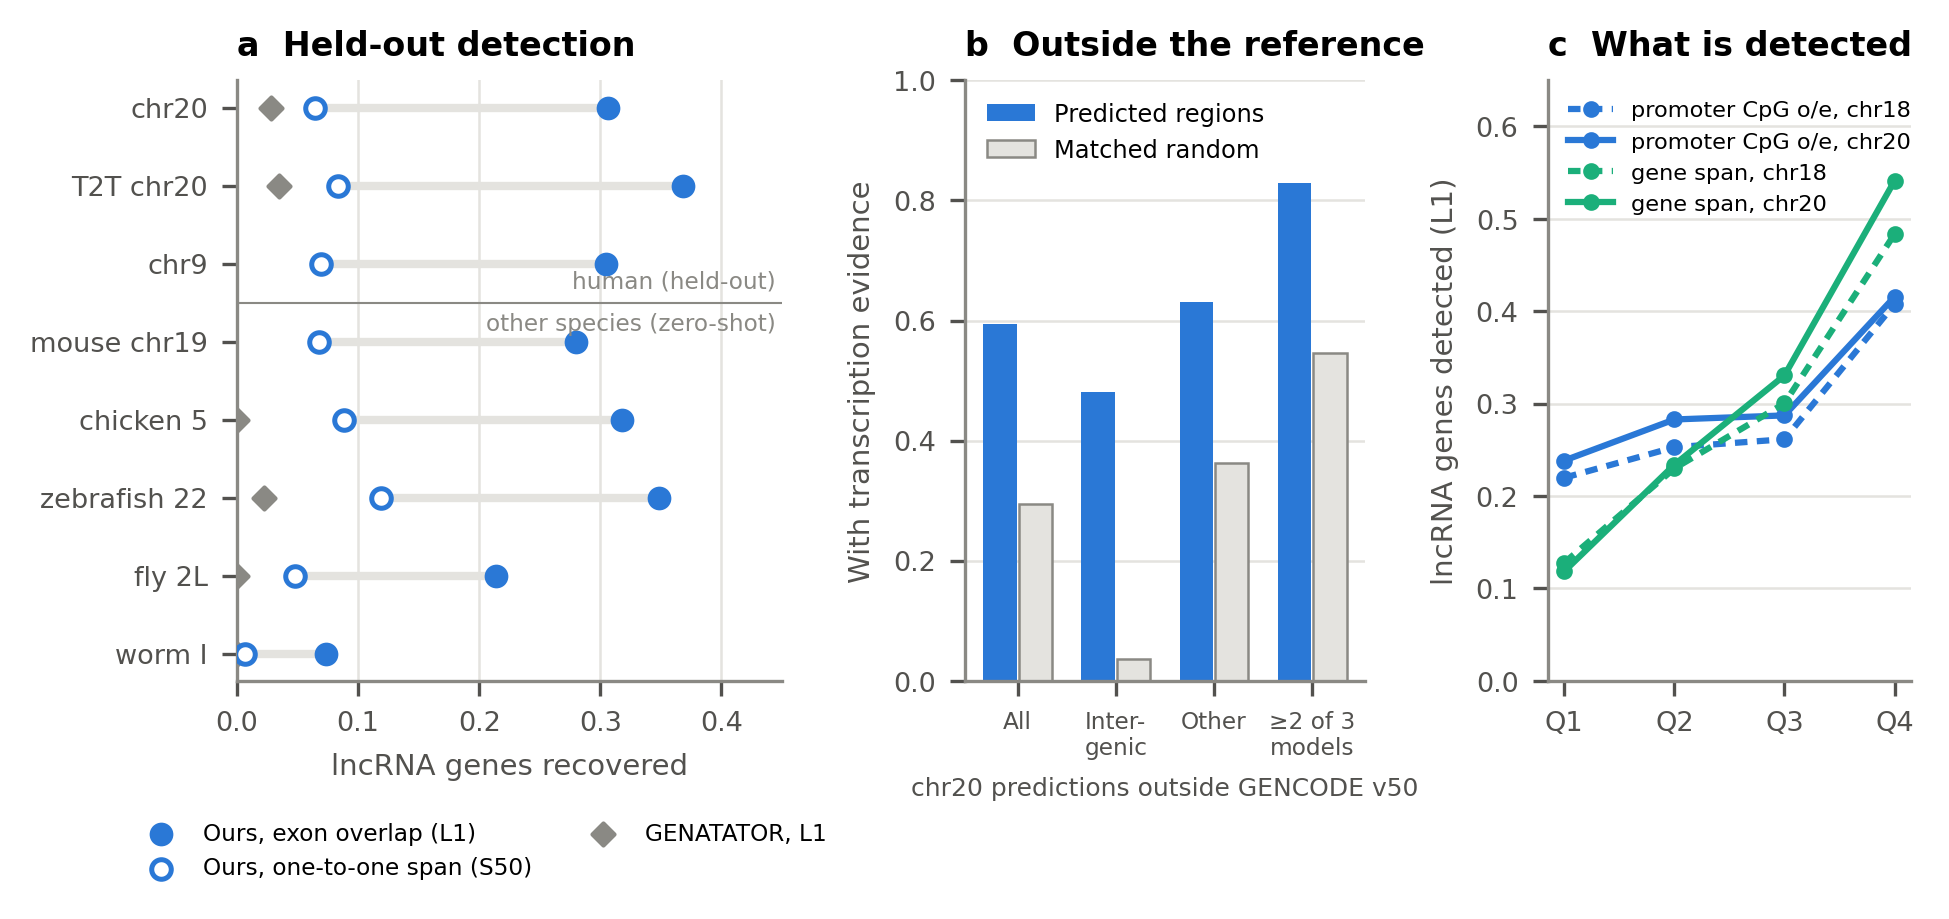 a Held-out detection
chr20
T2T chr20
chr9
human (held-out)
other species (zero-shot)
mouse chr19
chicken 5
zebrafish 22
fly 2L
worm I
0.0 0.1 0.2 0.3 0.4
lncRNA genes recovered
Ours, exon overlap (L1)
Ours, one-to-one span (S50)
GENATATOR, L1
b Outside the reference
With transcription evidence
1.0
0.8
0.6
0.4
0.2
0.0
Predicted regions
Matched random
All
Inter-
genic
Other
≥2 of 3
models
chr20 predictions outside GENCODE v50
c What is detected
lncRNA genes detected (L1)
0.6
0.5
0.4
0.3
0.2
0.1
0.0
promoter CpG o/e, chr18
promoter CpG o/e, chr20
gene span, chr18
gene span, chr20
Q1 Q2 Q3 Q4